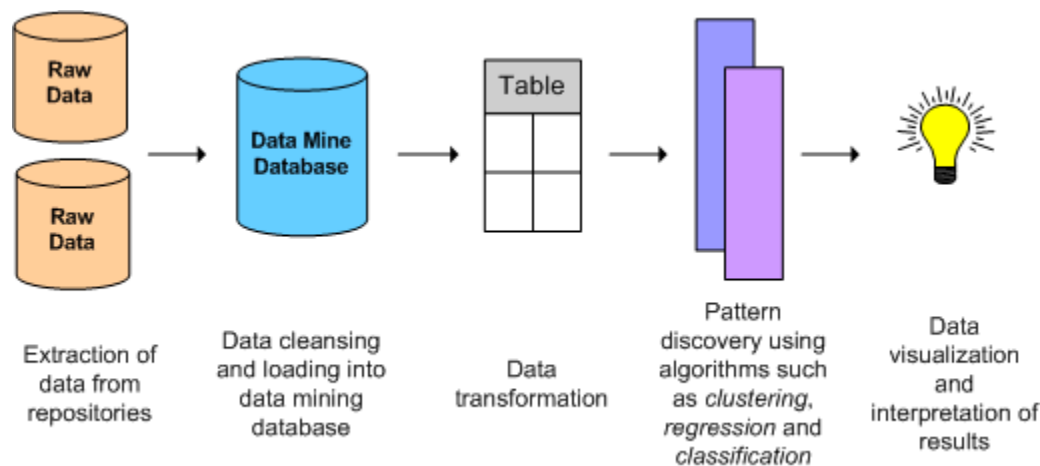 Raw
Data
Raw
Data
Data Mine
Database
Table
Extraction of
data from
repositories
Data cleansing
and loading into
data mining
database
Data
transformation
Pattern
discovery using
algorithms such
as clustering,
regression and
classification
Data
visualization
and
interpretation of
results